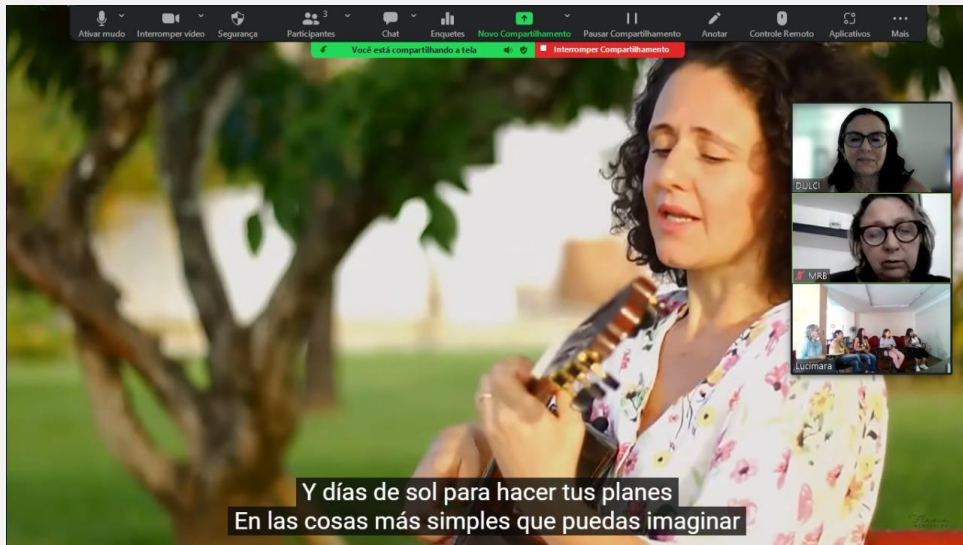 3
Ativar mudo Interromper vídeo Segurança Participantes Chat Enquetes Novo Compartilhamento Pausar Compartilhamento Anotar Controle Remoto Aplicativos Mais
Você está compartilhando a tela Interromper Compartilhamento
DULCI
MRB
Lucimara
Y días de sol para hacer tus planes
En las cosas más simples que puedas imaginar